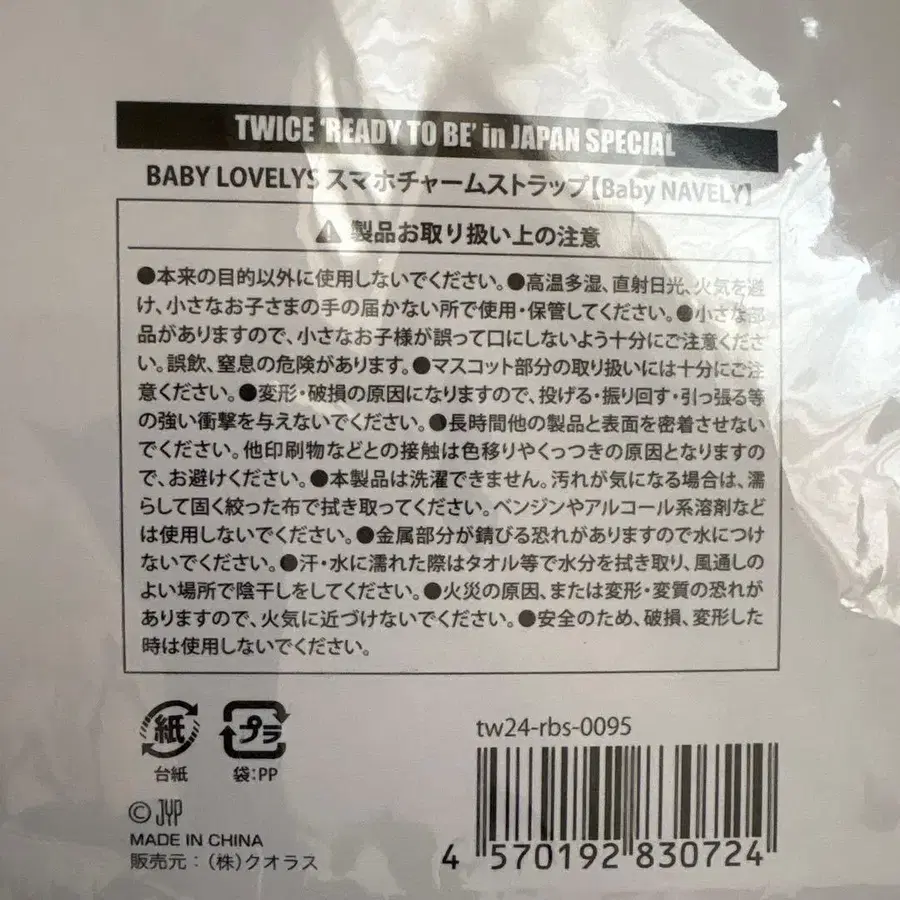 TWICE 'READY TO BE' in JAPAN SPECIAL
BABY LOVELYS スマホチャームストラップ【Baby NAVELY】
製品お取り扱い上の注意
●本来の目的以外に使用しないでください。●高温多湿、直射日光、火気を避
け、小さなお子さまの手の届かない所で使用・保管してください。●小さな部
品がありますので、小さなお子様が誤って口にしないよう十分にご注意くださ
い。誤飲、窒息の危険があります。●マスコット部分の取り扱いには十分にご注
意ください。●変形・破損の原因になりますので、投げる・振り回す・引っ張る等
の強い衝撃を与えないでください。●長時間他の製品と表面を密着させない
でください。他印刷物などとの接触は色移りやくっつきの原因となりますの
で、お避けください。●本製品は洗濯できません。汚れが気になる場合は、濡
らして固く絞った布で拭き取ってください。ベンジンやアルコール系溶剤など
は使用しないでください。●金属部分が錆びる恐れがありますので水につけ
ないでください。●汗・水に濡れた際はタオル等で水分を拭き取り、風通しの
よい場所で陰干しをしてください。●火災の原因、または変形・変質の恐れが
ありますので、火気に近づけないでください。●安全のため、破損、変形した
時は使用しないでください。
紙
台紙
プラ
袋：PP
tw24-rbs-0095
© JYP
MADE IN CHINA
販売元：（株）クオラス
4 570192 830724